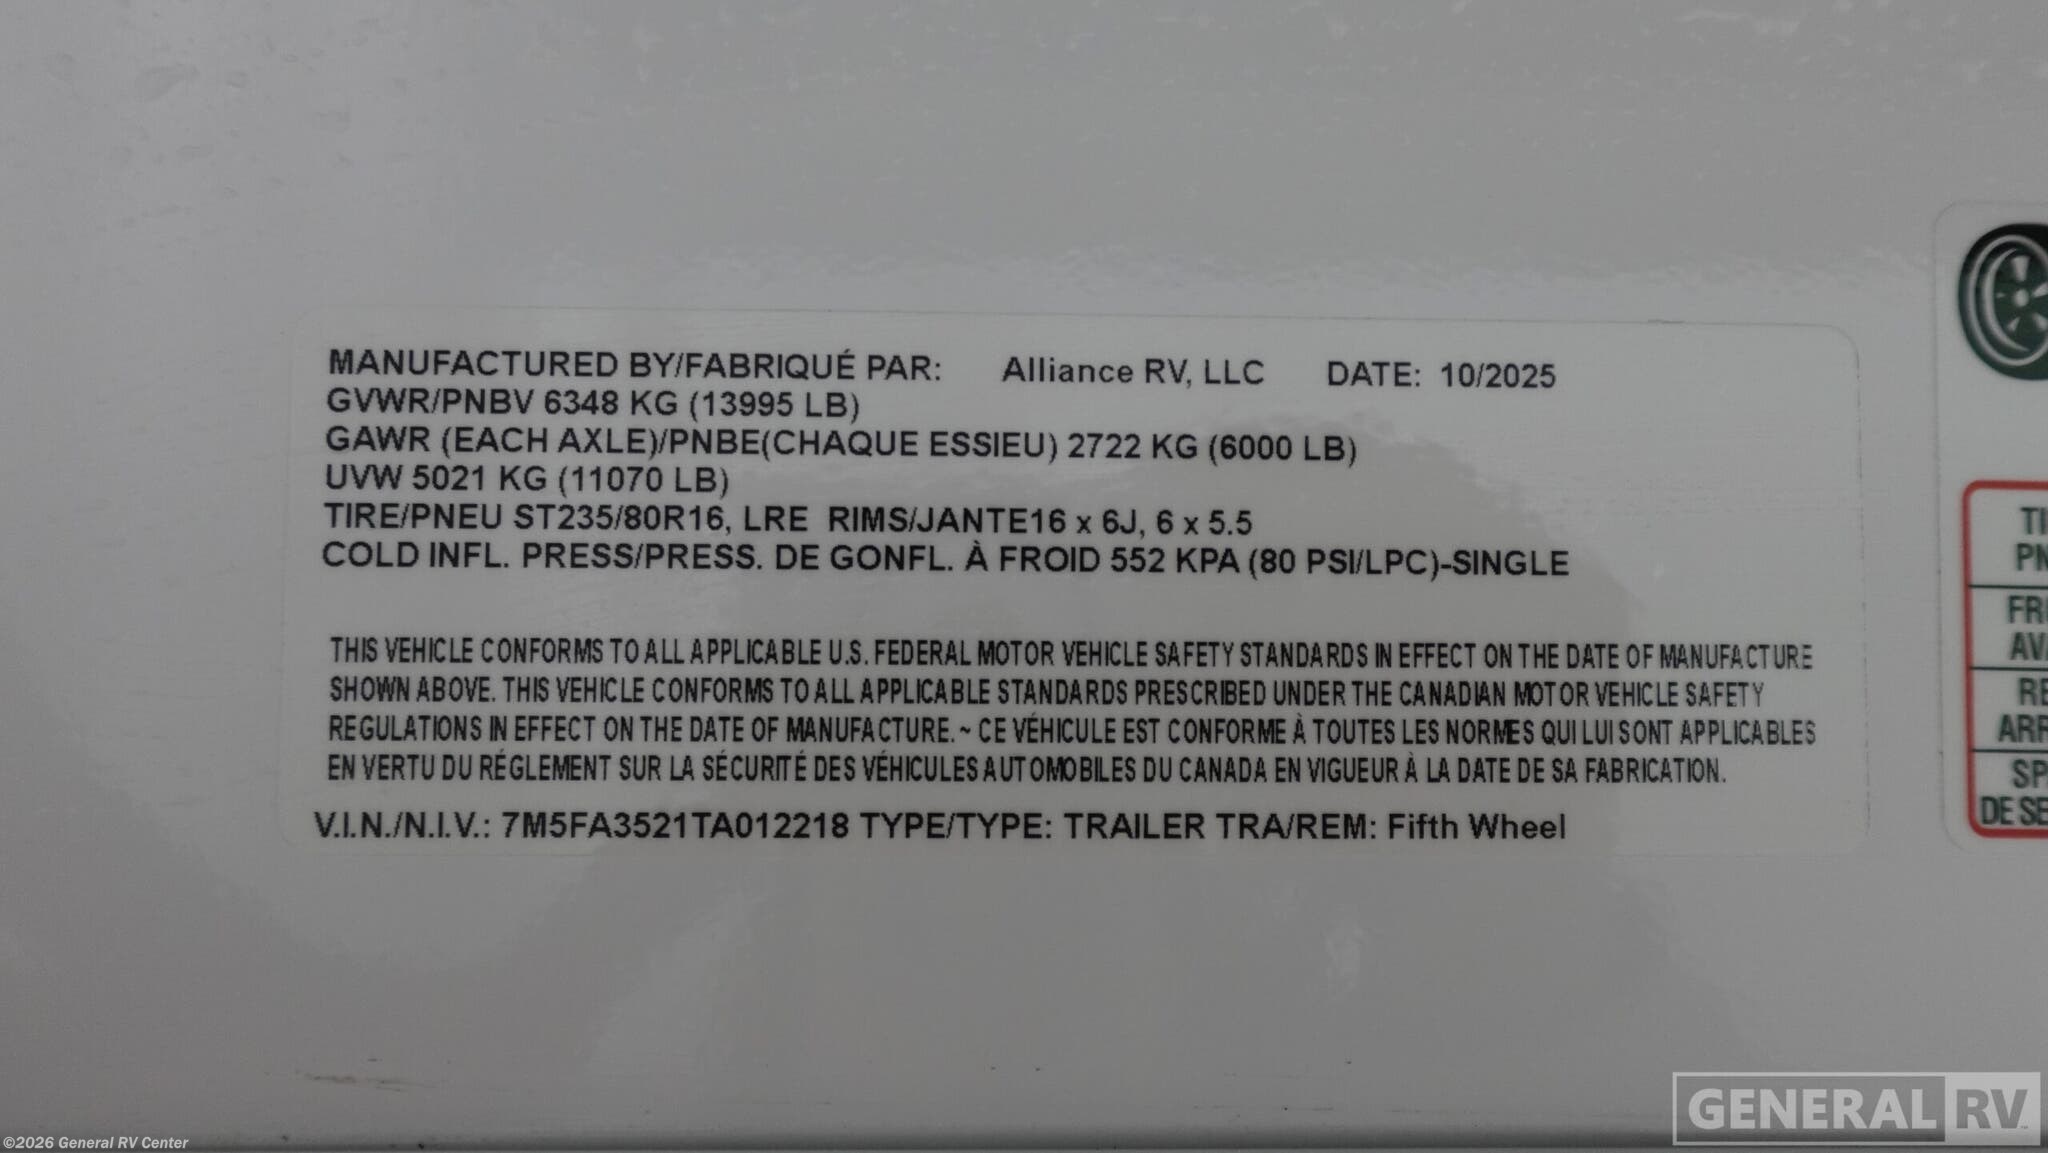 MANUFACTURED BY/FABRIQUÉ PAR: Alliance RV, LLC DATE: 10/2025
GVWR/PNBV 6348 KG (13995 LB)
GAWR (EACH AXLE)/PNBE(CHAQUE ESSIEU) 2722 KG (6000 LB)
UVW 5021 KG (11070 LB)
TIRE/PNEU ST235/80R16, LRE RIMS/JANTE16 x 6J, 6 x 5.5
COLD INFL. PRESS/PRESS. DE GONFL. À FROID 552 KPA (80 PSI/LPC)-SINGLE
THIS VEHICLE CONFORMS TO ALL APPLICABLE U.S. FEDERAL MOTOR VEHICLE SAFETY STANDARDS IN EFFECT ON THE DATE OF MANUFACTURE
SHOWN ABOVE. THIS VEHICLE CONFORMS TO ALL APPLICABLE STANDARDS PRESCRIBED UNDER THE CANADIAN MOTOR VEHICLE SAFETY
REGULATIONS IN EFFECT ON THE DATE OF MANUFACTURE. ~ CE VÉHICULE EST CONFORME À TOUTES LES NORMES QUI LUI SONT APPLICABLES
EN VERTU DU RÉGLEMENT SUR LA SÉCURITÉ DES VÉHICULES AUTOMOBILES DU CANADA EN VIGUEUR À LA DATE DE SA FABRICATION.
V.I.N./N.I.V.: 7M5FA3521TA012218 TYPE/TYPE: TRAILER TRA/REM: Fifth Wheel
DE
GENERAL RV
©2026 General RV Center